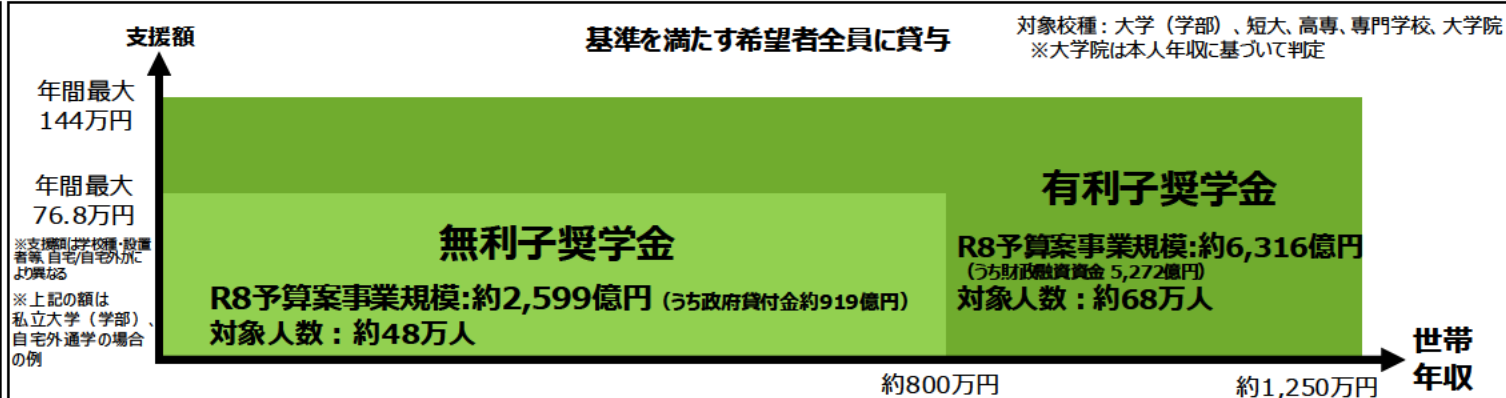 支援額
基準を満たす希望者全員に貸与
対象校種：大学（学部）、短大、高専、専門学校、大学院
※大学院は本人年収に基づいて判定
年間最大
144万円
年間最大
76.8万円
※支援額は学校種・設置
者等、自宅/自宅外かに
より異なる
※上記の額は
私立大学（学部）、
自宅外通学の場合
の例
無利子奨学金
R8予算案事業規模:約2,599億円（うち政府貸付金約919億円）
対象人数：約48万人
有利子奨学金
R8予算案事業規模:約6,316億円
（うち財政融資資金 5,272億円）
対象人数：約68万人
約800万円
約1,250万円
世帯
年収